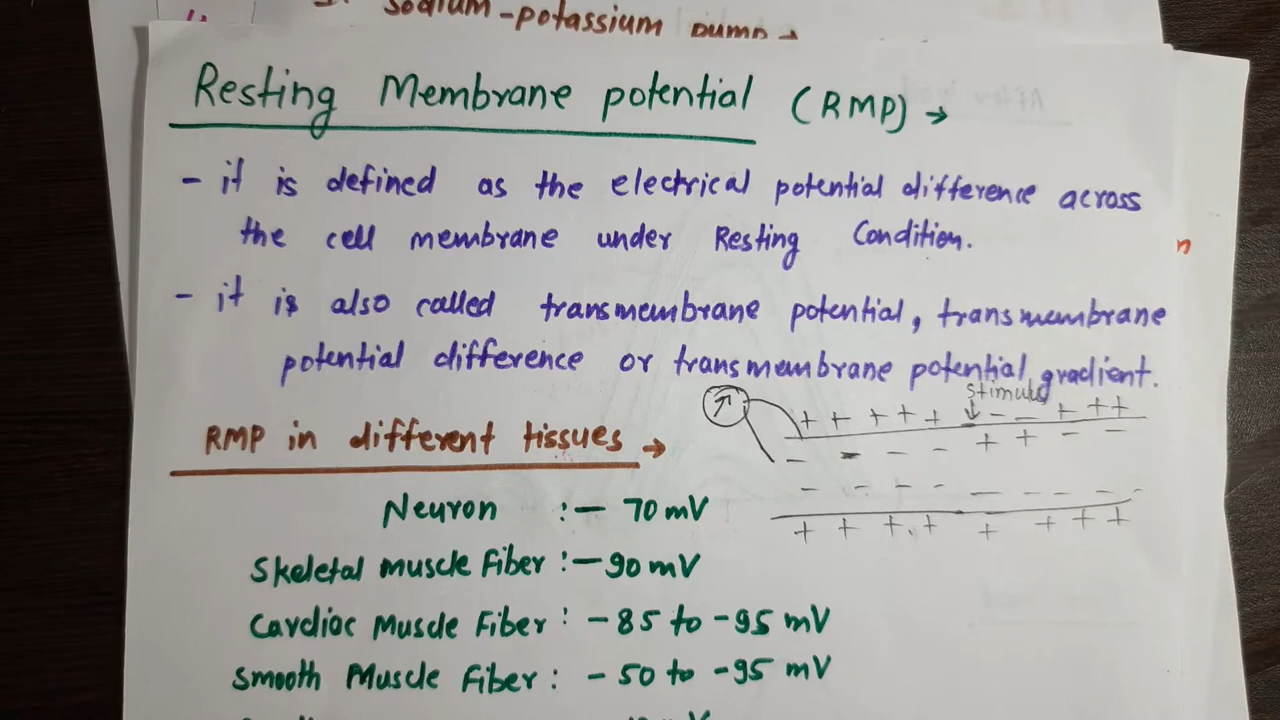 Sodium-potassium pump →
Resting Membrane potential (RMP) →
- it is defined as the electrical potential difference across
the cell membrane under Resting Condition.
n
- it is also called transmembrane potential, transmembrane
potential difference or transmembrane potential gradient.
stimulus
+ + + + + ↓ - - + + +
- - - - + + - -
RMP in different tissues →
- - - - - - - - -
Neuron :- 70 mV
+ + + + + + + +
Skeletal muscle Fiber :- 90 mV
Cardiac Muscle Fiber : - 85 to - 95 mV
Smooth Muscle Fiber : - 50 to - 95 mV